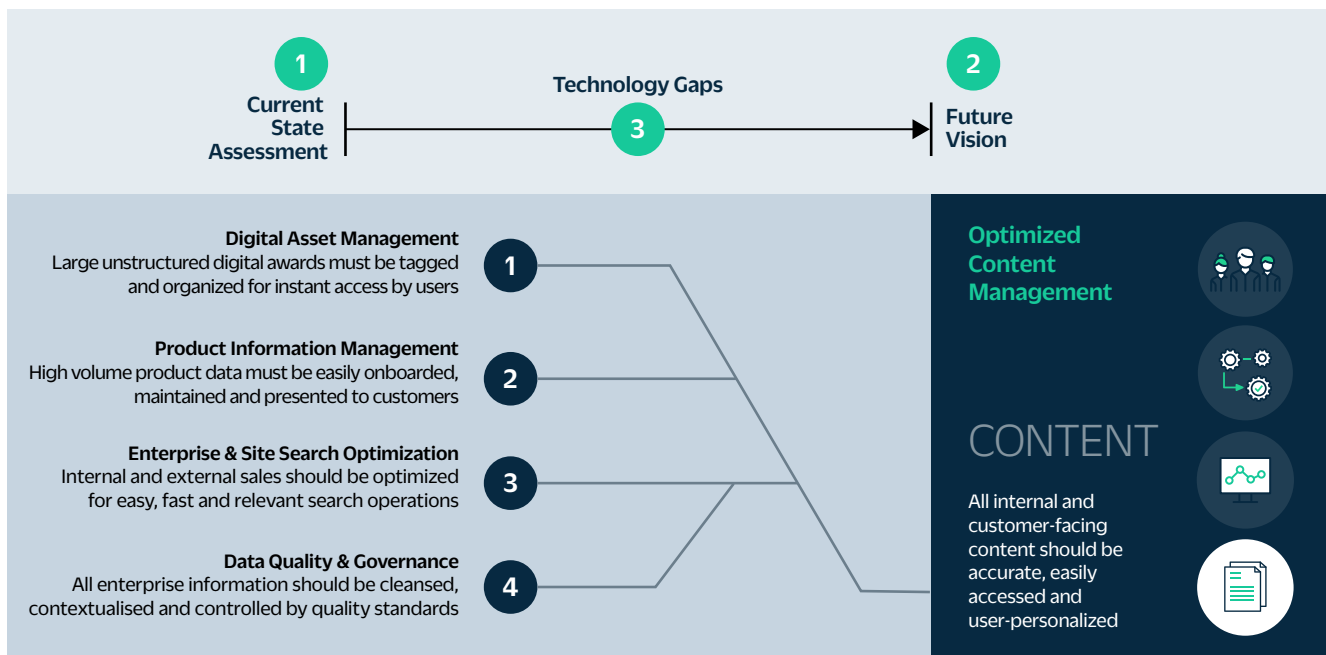 1
Current
State
Assessment
Technology Gaps
3
2
Future
Vision
Digital Asset Management
Large unstructured digital awards must be tagged
and organized for instant access by users
1
Product Information Management
High volume product data must be easily onboarded,
maintained and presented to customers
2
Enterprise & Site Search Optimization
Internal and external sales should be optimized
for easy, fast and relevant search operations
3
Data Quality & Governance
All enterprise information should be cleansed,
contextualised and controlled by quality standards
4
Optimized
Content
Management
CONTENT
All internal and
customer-facing
content should be
accurate, easily
accessed and
user-personalized